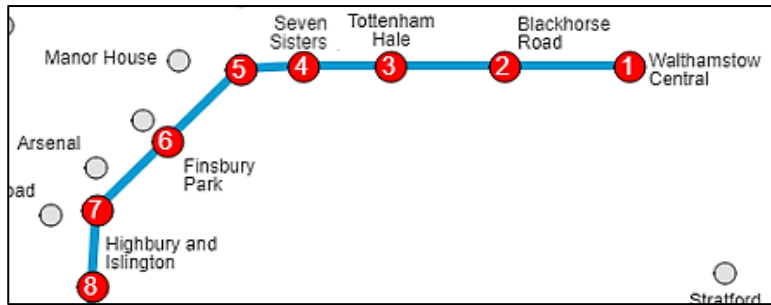 Seven
Sisters
Tottenham
Hale
Blackhorse
Road
Manor House
5
4
3
2
1
Walthamstow
Central
6
Arsenal
Finsbury
Park
oad
7
Highbury and
Islington
8
Stratford